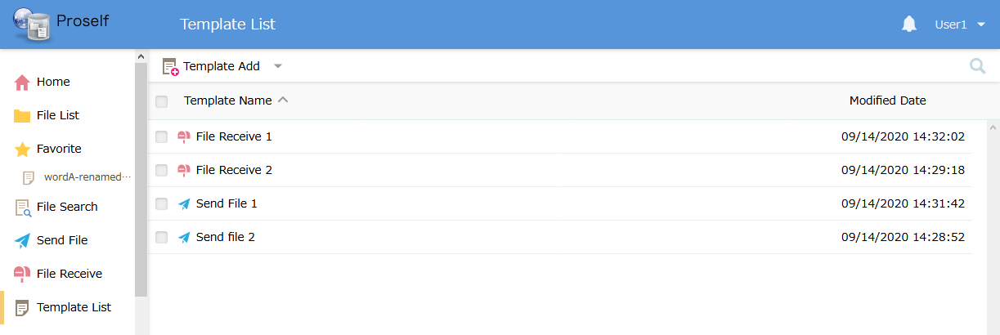 Proself
Template List
User1
Home
File List
Favorite
wordA-renamed···
File Search
Send File
File Receive
Template List
Template Add
Template Name Modified Date
File Receive 1 09/14/2020 14:32:02
File Receive 2 09/14/2020 14:29:18
Send File 1 09/14/2020 14:31:42
Send file 2 09/14/2020 14:28:52